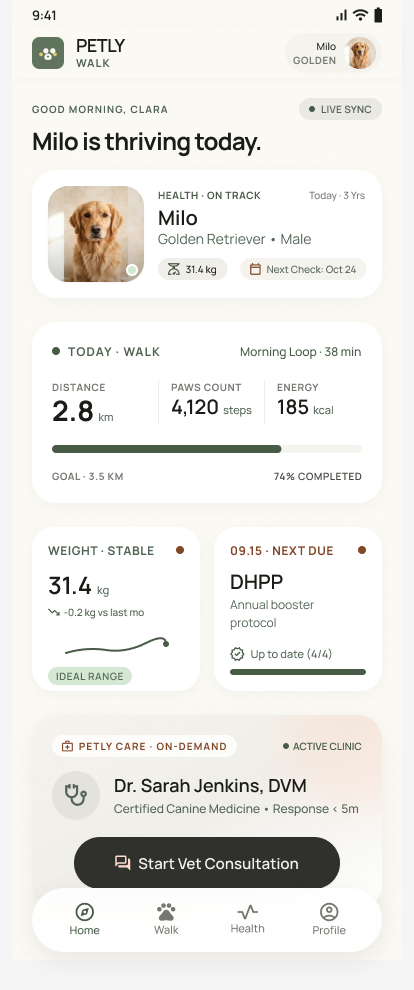 9:41
PETLY
WALK
Milo
GOLDEN
GOOD MORNING, CLARA
LIVE SYNC
Milo is thriving today.
HEALTH · ON TRACK
Today · 3 Yrs
Milo
Golden Retriever • Male
31.4 kg
Next Check: Oct 24
TODAY · WALK
Morning Loop · 38 min
DISTANCE
2.8 km
PAWS COUNT
4,120 steps
ENERGY
185 kcal
GOAL · 3.5 KM
74% COMPLETED
WEIGHT · STABLE
31.4 kg
-0.2 kg vs last mo
IDEAL RANGE
09.15 · NEXT DUE
DHPP
Annual booster
protocol
Up to date (4/4)
PETLY CARE · ON-DEMAND
ACTIVE CLINIC
Dr. Sarah Jenkins, DVM
Certified Canine Medicine • Response < 5m
Start Vet Consultation
Home
Walk
Health
Profile